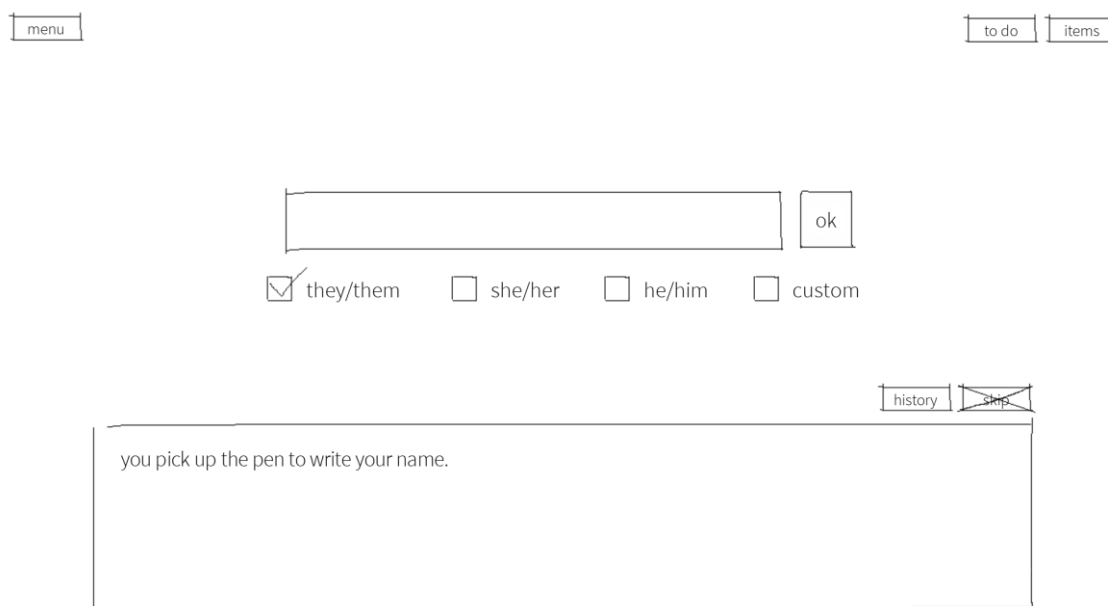 menu
to do
items
ok
they/them
she/her
he/him
custom
history
skip
you pick up the pen to write your name.